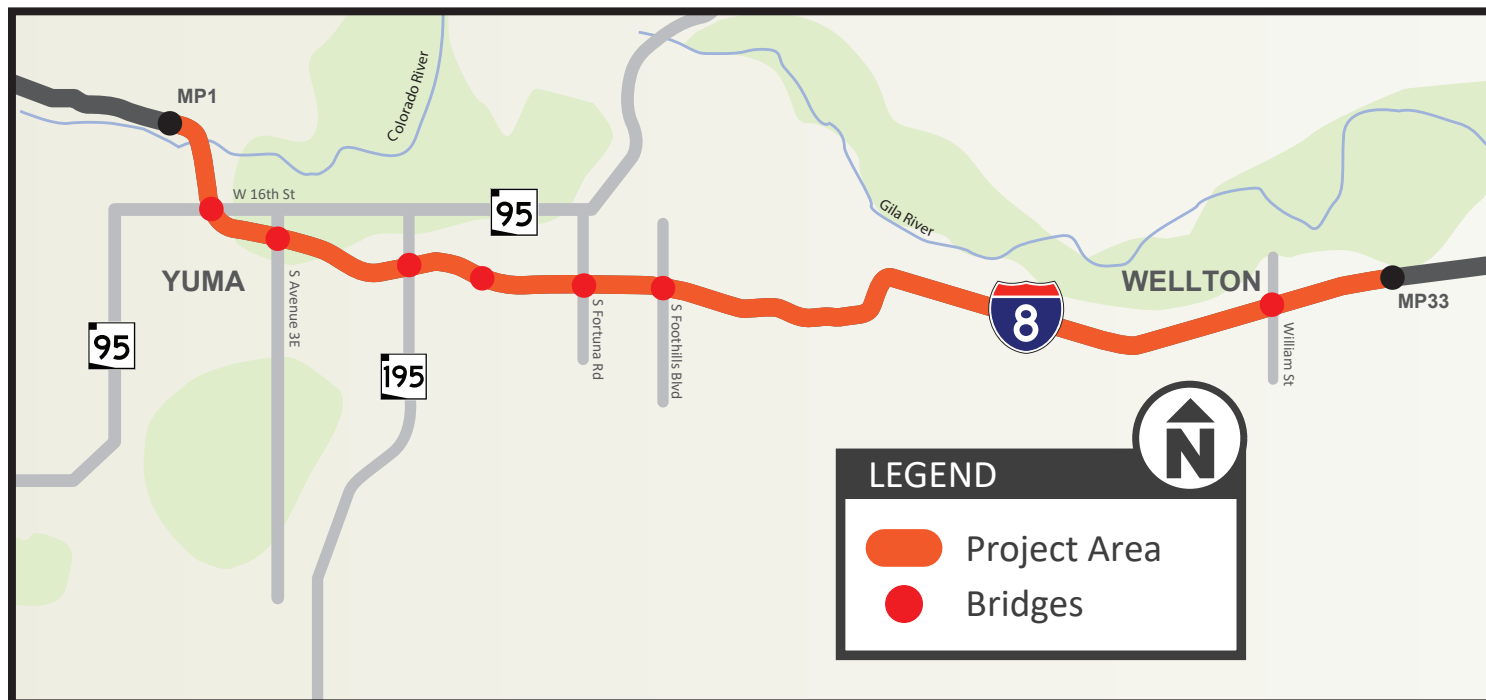 MP1
Colorado River
W 16th St
95
Gila River
YUMA
S Avenue 3E
WELLTON
MP33
8
S Fortuna Rd
S Foothills Blvd
William St
95
195
N
LEGEND
Project Area
Bridges